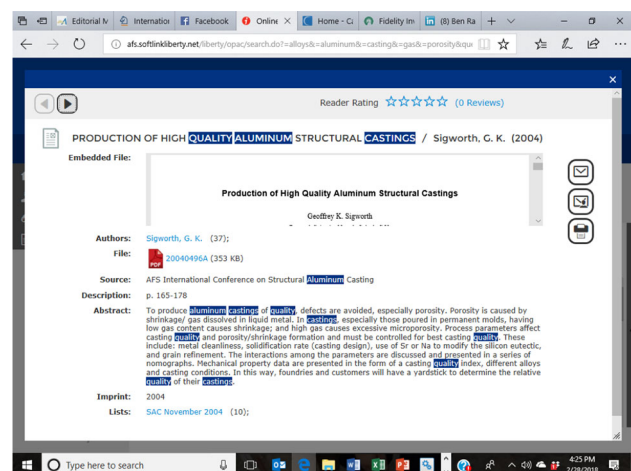 Editorial M
Internatior
Facebook
Online
Home - Ca
Fidelity Inv
(8) Ben Ra
afs.softlinkliberty.net/liberty/opac/search.do?=alloys&=aluminum&=casting&=gas&=porosity&que
Reader Rating (0 Reviews)
PRODUCTION OF HIGH QUALITY ALUMINUM STRUCTURAL CASTINGS / Sigworth, G. K. (2004)
Embedded File:
Production of High Quality Aluminum Structural Castings
Geoffrey K. Sigworth
Authors: Sigworth, G. K. (37);
File: PDF 20040496A (353 KB)
Source: AFS International Conference on Structural Aluminum Casting
Description: p. 165-178
Abstract: To produce aluminum castings of quality, defects are avoided, especially porosity. Porosity is caused by
shrinkage/ gas dissolved in liquid metal. In castings, especially those poured in permanent molds, having
low gas content causes shrinkage; and high gas causes excessive microporosity. Process parameters affect
casting quality and porosity/shrinkage formation and must be controlled for best casting quality. These
include: metal cleanliness, solidification rate (casting design), use of Sr or Na to modify the silicon eutectic,
and grain refinement. The interactions among the parameters are discussed and presented in a series of
nomographs. Mechanical property data are presented in the form of a casting quality index, different alloys
and casting conditions. In this way, foundries and customers will have a yardstick to determine the relative
quality of their castings.
Imprint: 2004
Lists: SAC November 2004 (10);
Type here to search
4:25 PM
2/28/2018